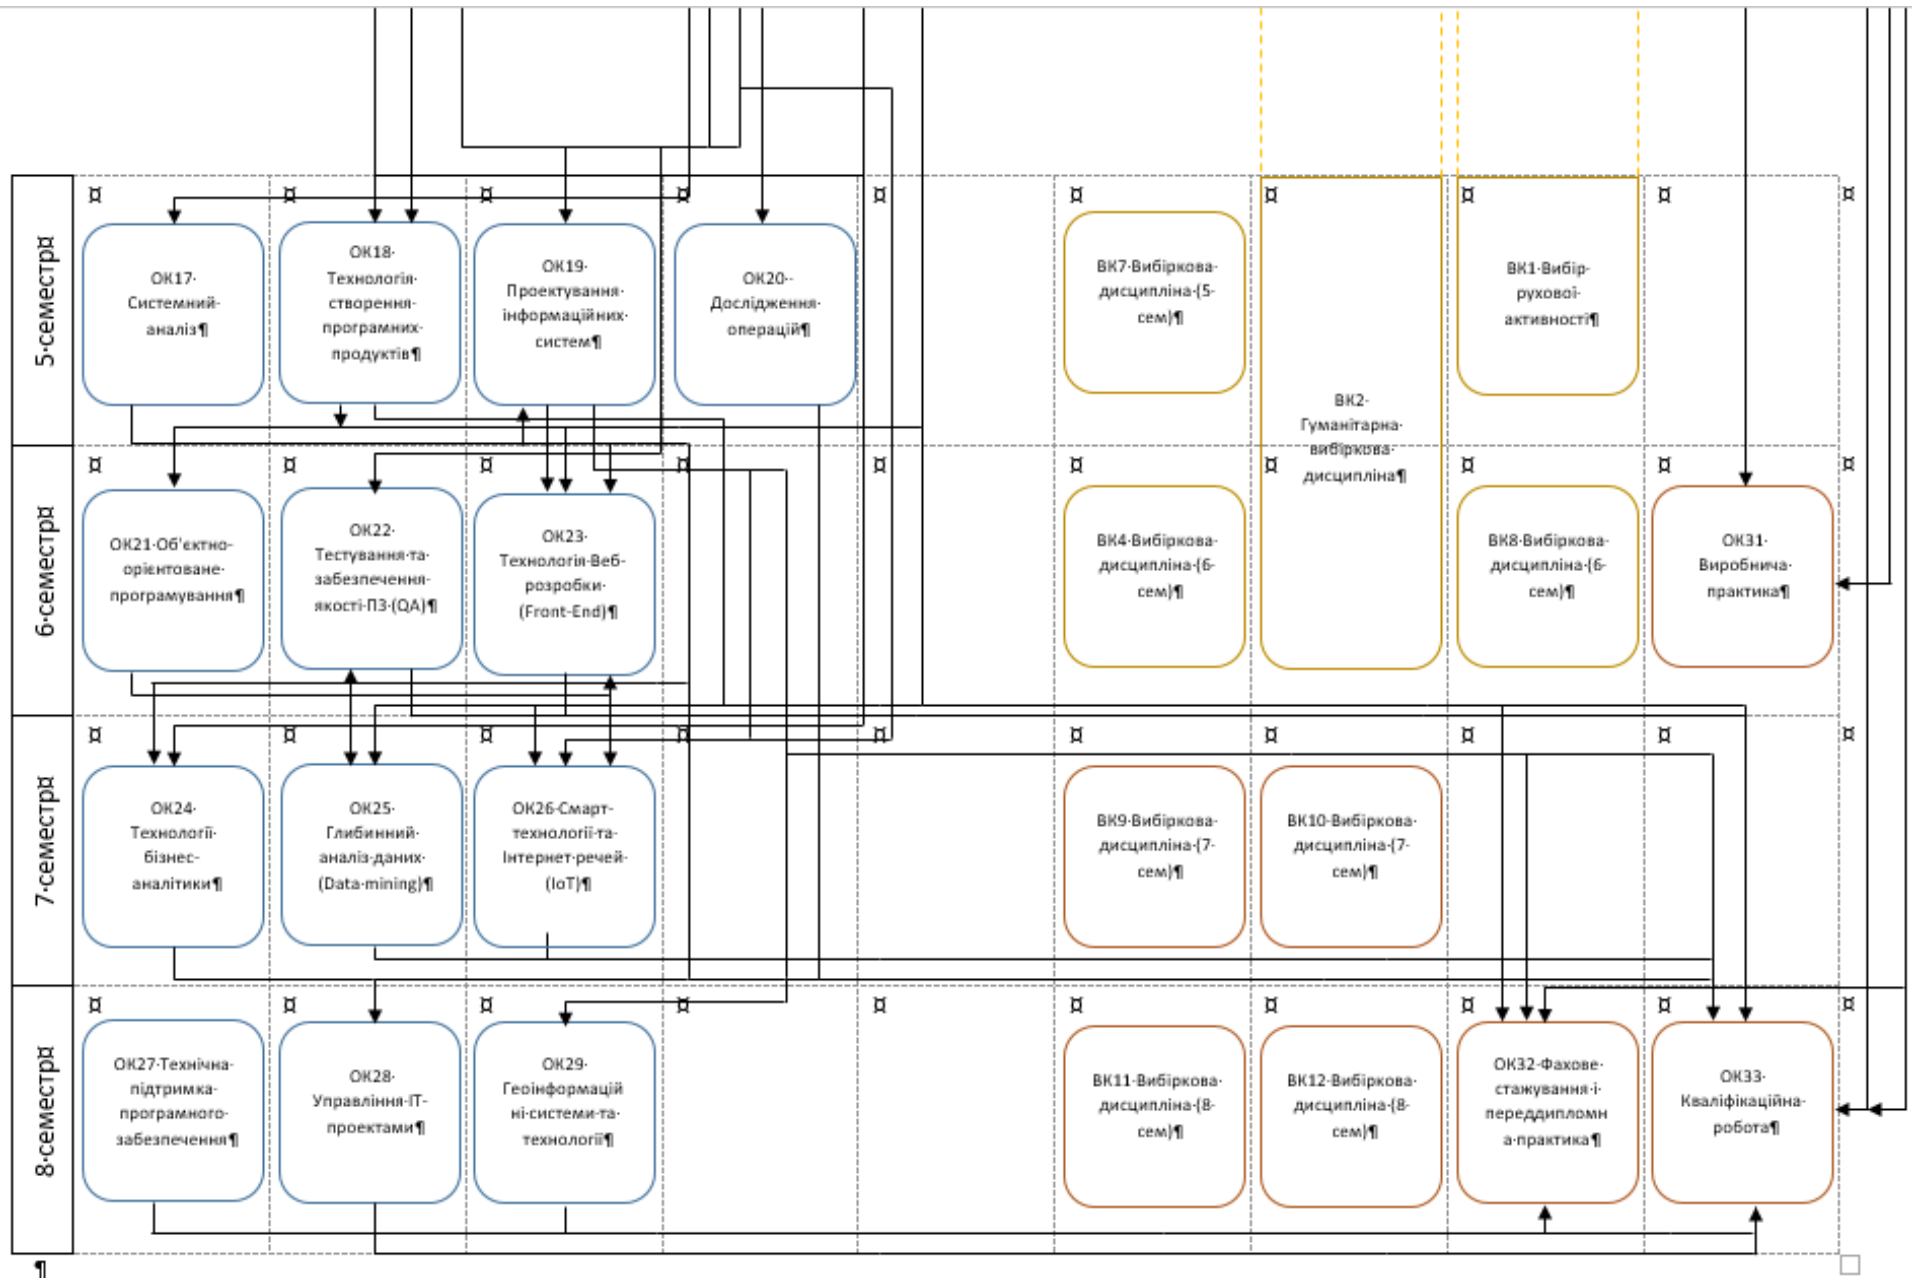 5·семестр¤
¤
¤
¤
¤
¤
¤
¤
¤
¤
¤
ОК17·
Системний·
аналіз¶
ОК18·
Технологія·
створення·
програмних·
продуктів¶
ОК19·
Проектування·
інформаційних·
систем¶
ОК20··
Дослідження·
операцій¶
ВК7·Вибіркова·
дисципліна·(5·
сем)¶
ВК2·
Гуманітарна·
вибіркова·
дисципліна¶
ВК1·Вибір·
рухової·
активності¶
6·семестр¤
¤
¤
¤
¤
¤
¤
¤
¤
¤
¤
ОК21·Об'єктно-
орієнтоване·
програмування¶
ОК22·
Тестування·та·
забезпечення·
якості·ПЗ·(QA)¶
ОК23·
Технологія·Веб-
розробки·
(Front-End)¶
ВК4·Вибіркова·
дисципліна·(6·
сем)¶
ВК8·Вибіркова·
дисципліна·(6·
сем)¶
ОК31·
Виробнича·
практика¶
7·семестр¤
¤
¤
¤
¤
¤
¤
¤
¤
¤
¤
ОК24·
Технології·
бізнес-
аналітики¶
ОК25·
Глибинний·
аналіз·даних·
(Data·mining)¶
ОК26·Смарт-
технології·та·
Інтернет·речей·
(IoT)¶
ВК9·Вибіркова·
дисципліна·(7·
сем)¶
ВК10·Вибіркова·
дисципліна·(7·
сем)¶
8·семестр¤
¤
¤
¤
¤
¤
¤
¤
¤
¤
¤
ОК27·Технічна·
підтримка·
програмного·
забезпечення¶
ОК28·
Управління·ІТ-
проектами¶
ОК29·
Геоінформацій
ні·системи·та·
технології¶
ВК11·Вибіркова·
дисципліна·(8·
сем)¶
ВК12·Вибіркова·
дисципліна·(8·
сем)¶
ОК32·Фахове·
стажування·і·
переддипломн
а·практика¶
ОК33·
Кваліфікаційна·
робота¶
¶